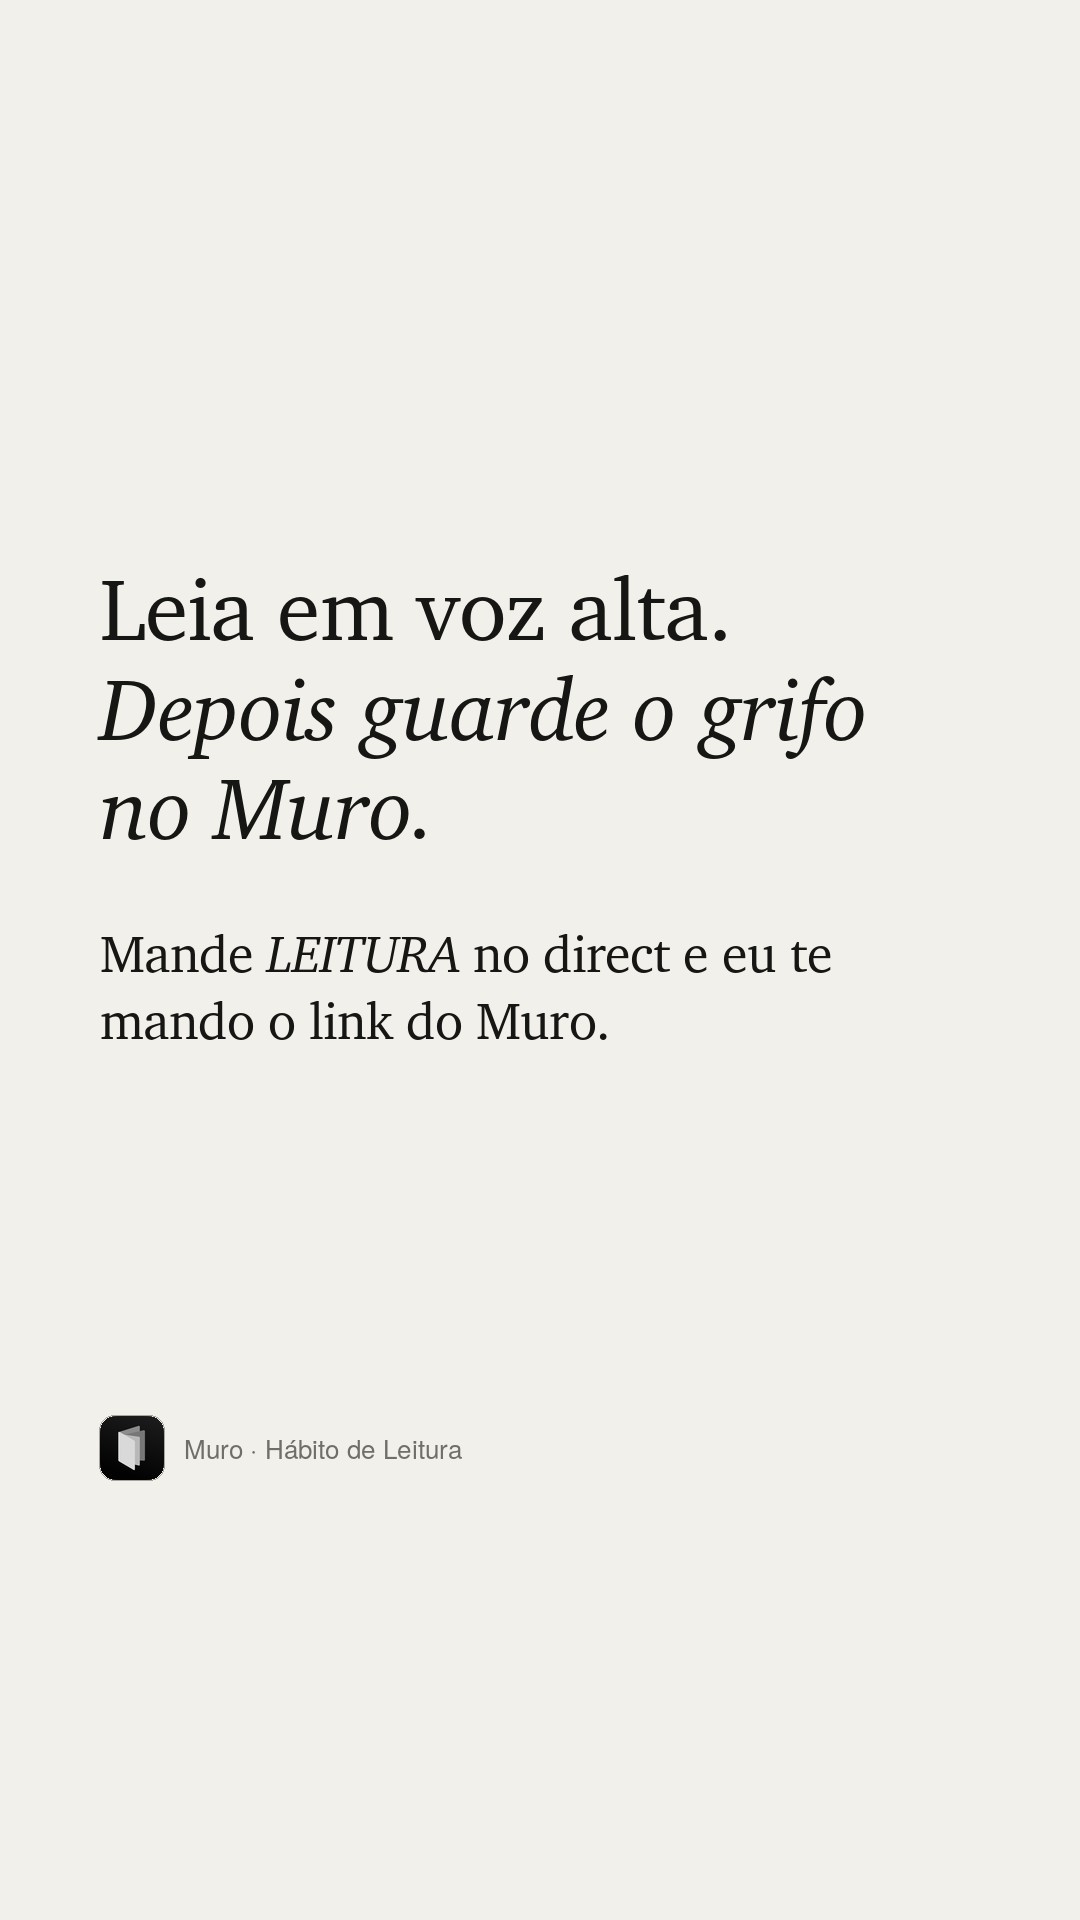 Leia em voz alta.
Depois guarde o grifo
no Muro.
Mande LEITURA no direct e eu te
mando o link do Muro.
Muro · Hábito de Leitura